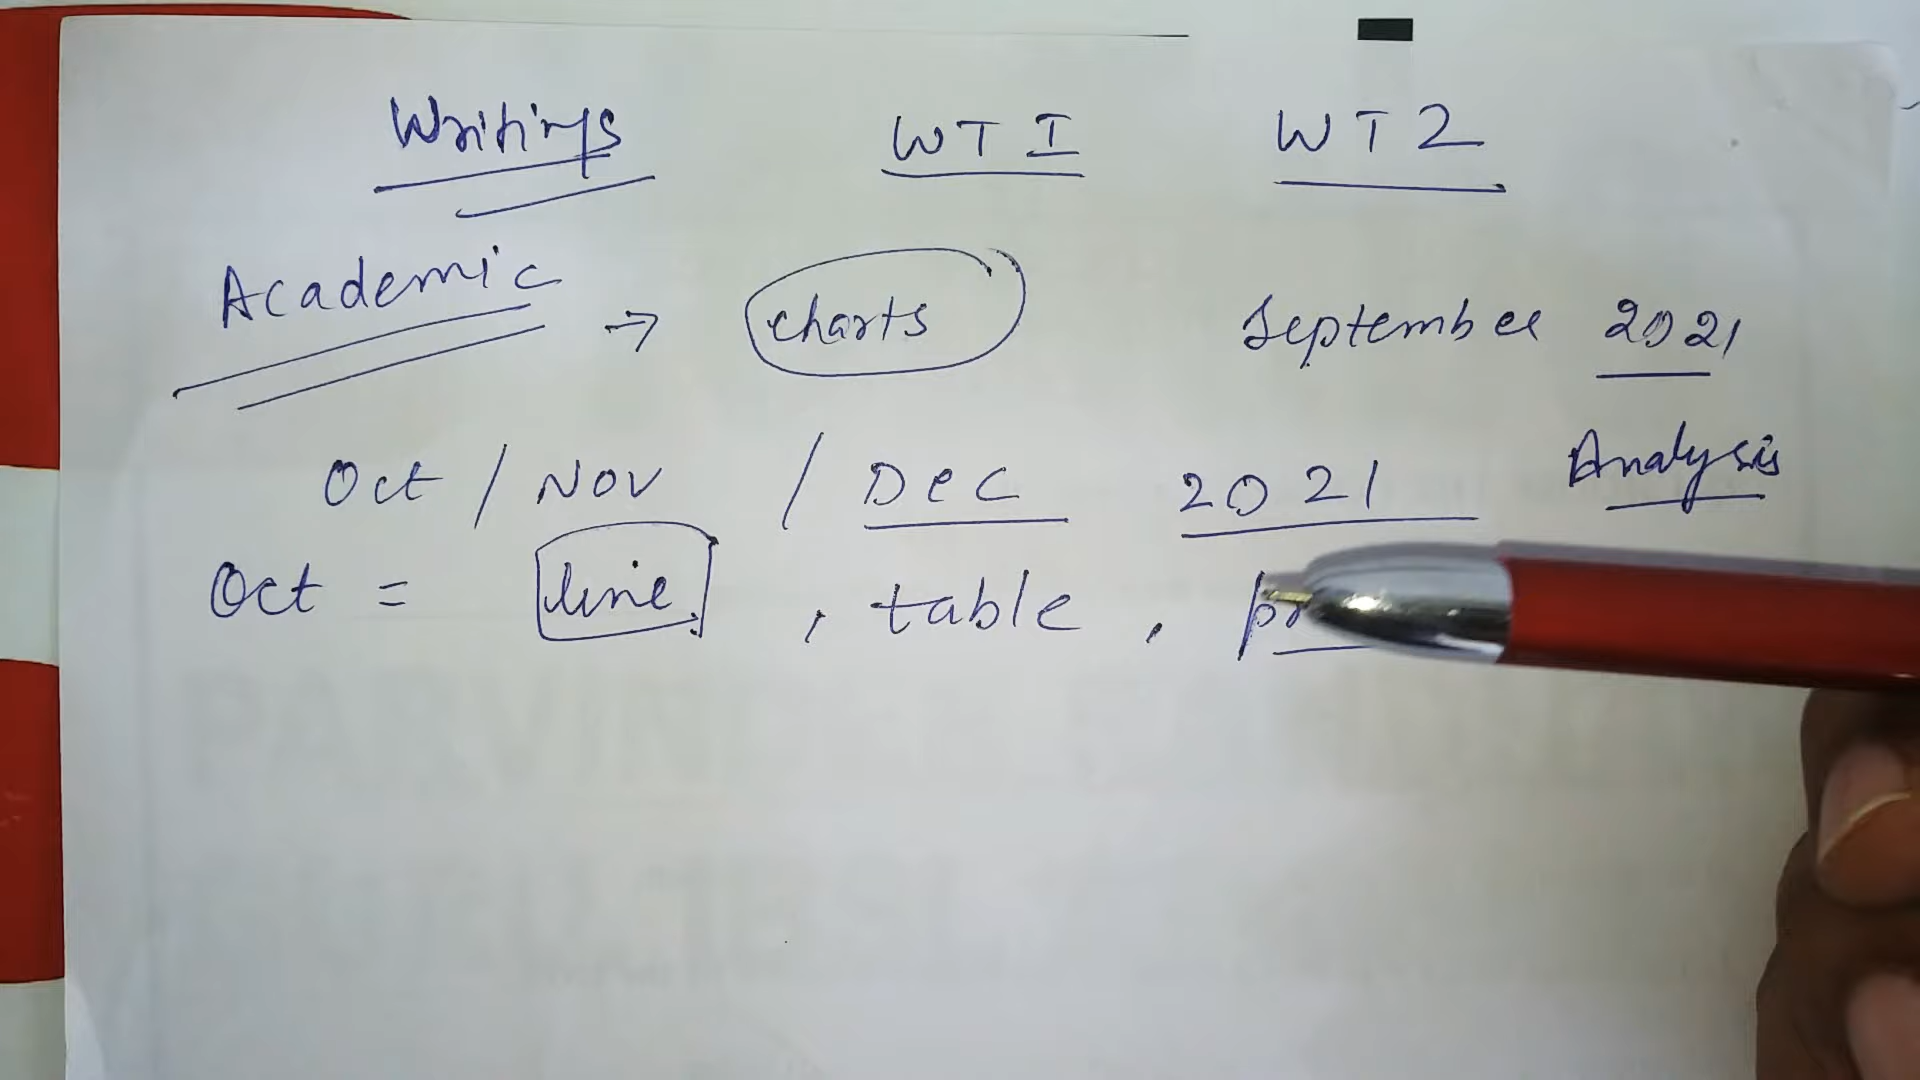 Writings WT I WT 2
Academic → charts September 2021
Oct / Nov / Dec 2021 Analysis
Oct = line , table ,